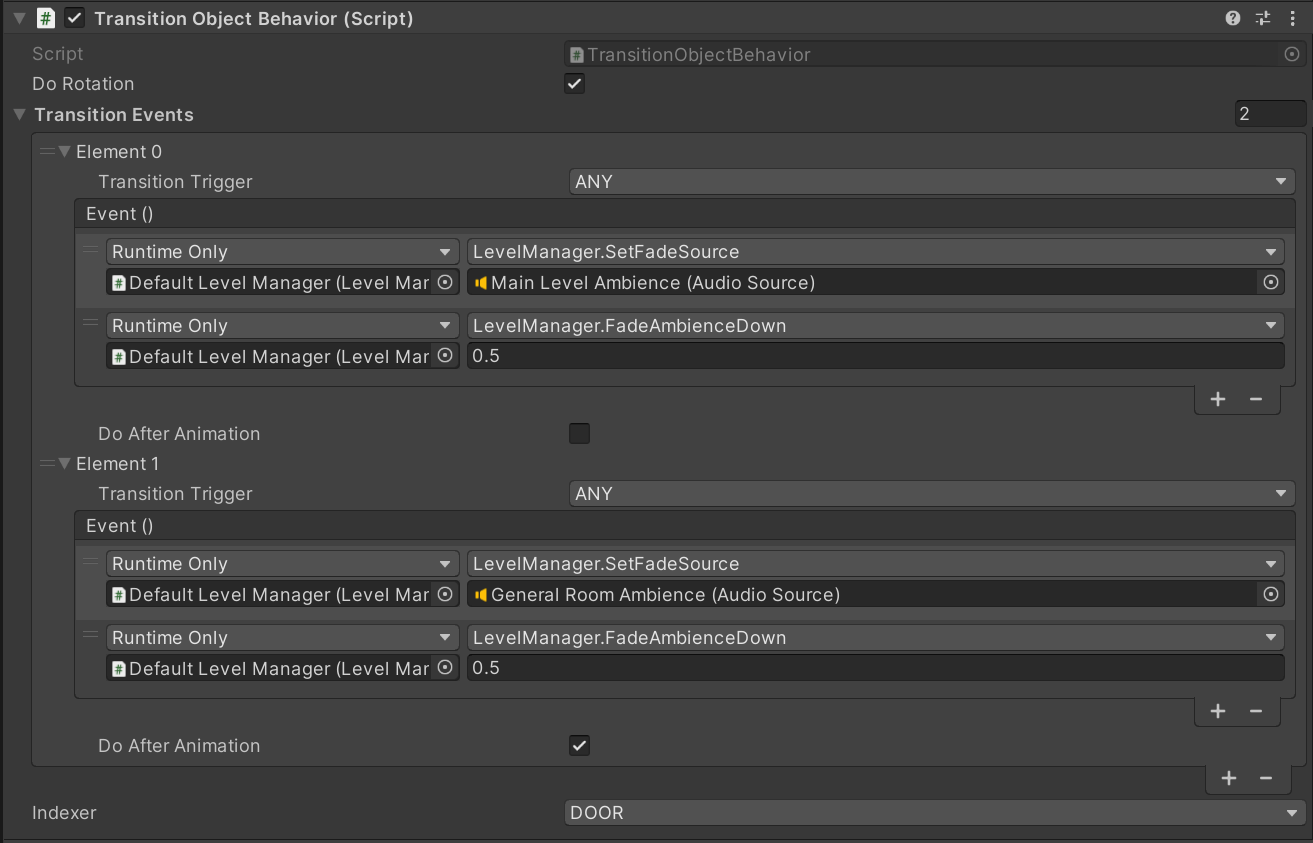 Transition Object Behavior (Script)
Script TransitionObjectBehavior
Do Rotation
Transition Events 2
Element 0
Transition Trigger ANY
Event ()
Runtime Only LevelManager.SetFadeSource
Default Level Manager (Level Mar Main Level Ambience (Audio Source)
Runtime Only LevelManager.FadeAmbienceDown
Default Level Manager (Level Mar 0.5
Do After Animation
Element 1
Transition Trigger ANY
Event ()
Runtime Only LevelManager.SetFadeSource
Default Level Manager (Level Mar General Room Ambience (Audio Source)
Runtime Only LevelManager.FadeAmbienceDown
Default Level Manager (Level Mar 0.5
Do After Animation
Indexer DOOR